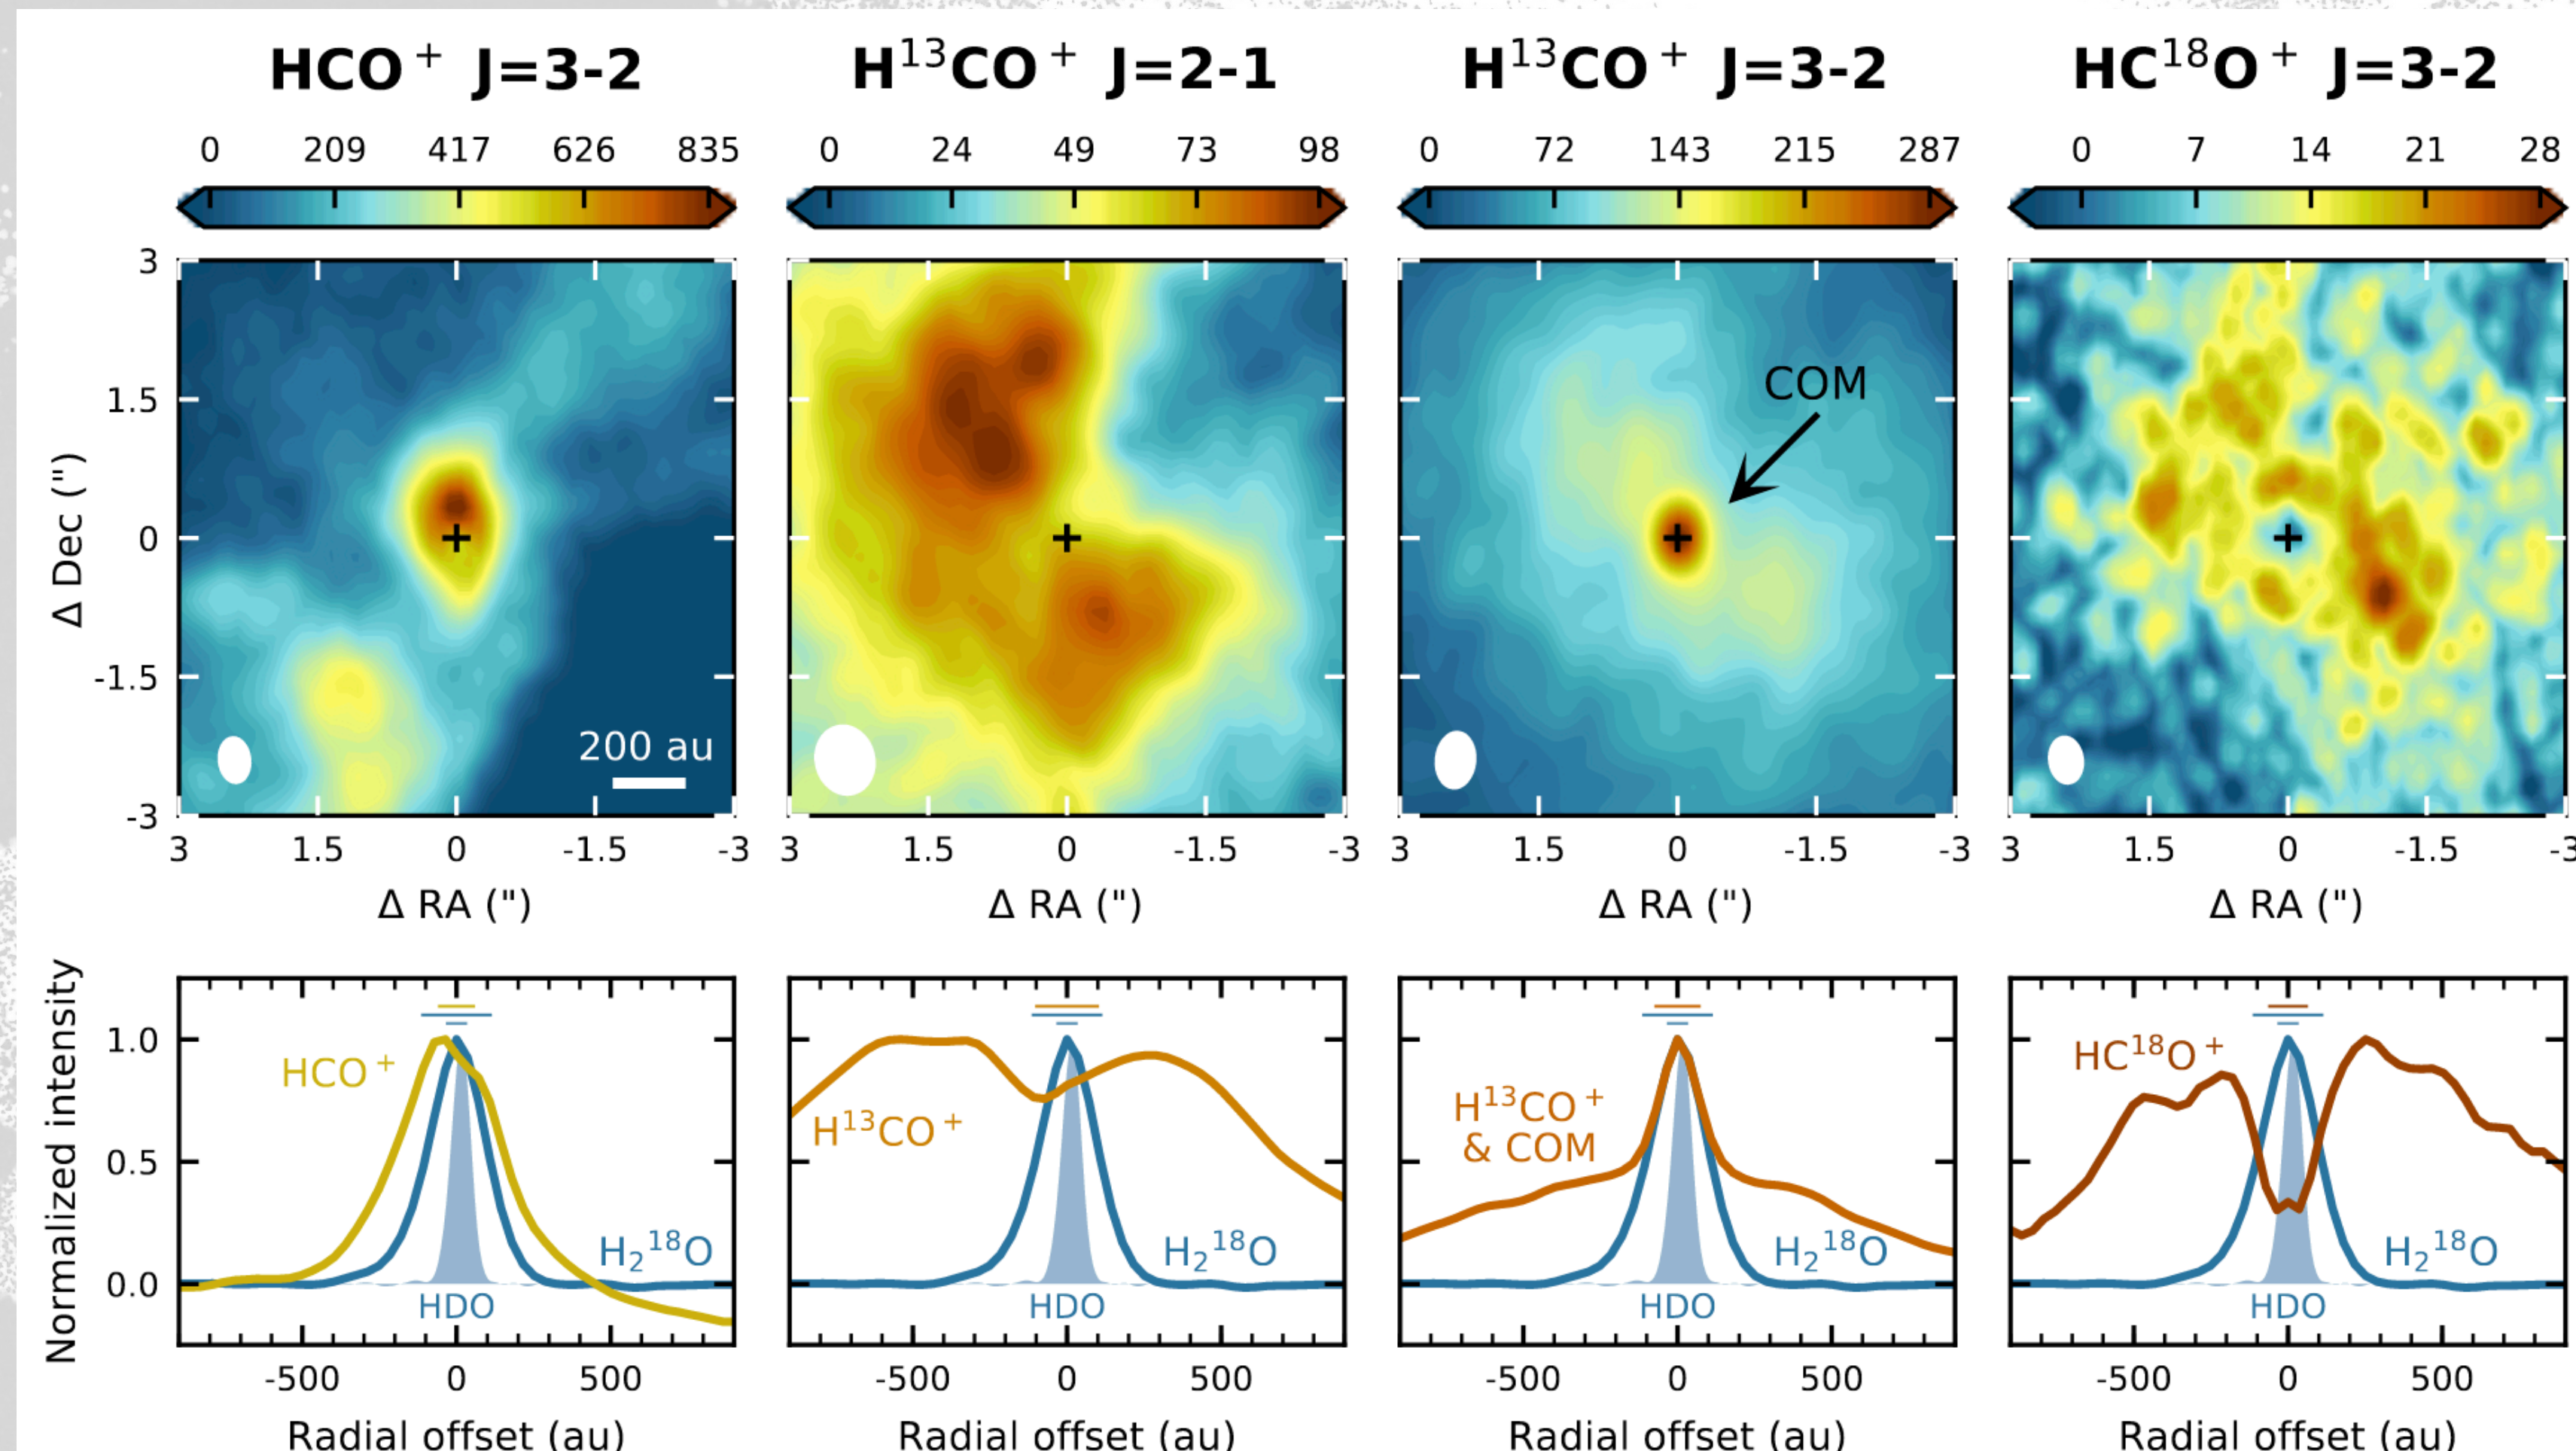 HCO⁺ J=3-2 H¹³CO⁺ J=2-1 H¹³CO⁺ J=3-2 HC¹⁸O⁺ J=3-2
0 209 417 626 835 0 24 49 73 98 0 72 143 215 287 0 7 14 21 28
3
1.5
0
-1.5
-3
Δ Dec (")
COM
200 au
3 1.5 0 -1.5 -3 3 1.5 0 -1.5 -3 3 1.5 0 -1.5 -3 3 1.5 0 -1.5 -3
Δ RA (") Δ RA (") Δ RA (") Δ RA (")
Normalized intensity
1.0
0.5
0.0
HCO⁺
H₂¹⁸O
HDO
H¹³CO⁺
H₂¹⁸O
HDO
H¹³CO⁺
& COM
H₂¹⁸O
HDO
HC¹⁸O⁺
H₂¹⁸O
HDO
-500 0 500 -500 0 500 -500 0 500 -500 0 500
Radial offset (au) Radial offset (au) Radial offset (au) Radial offset (au)